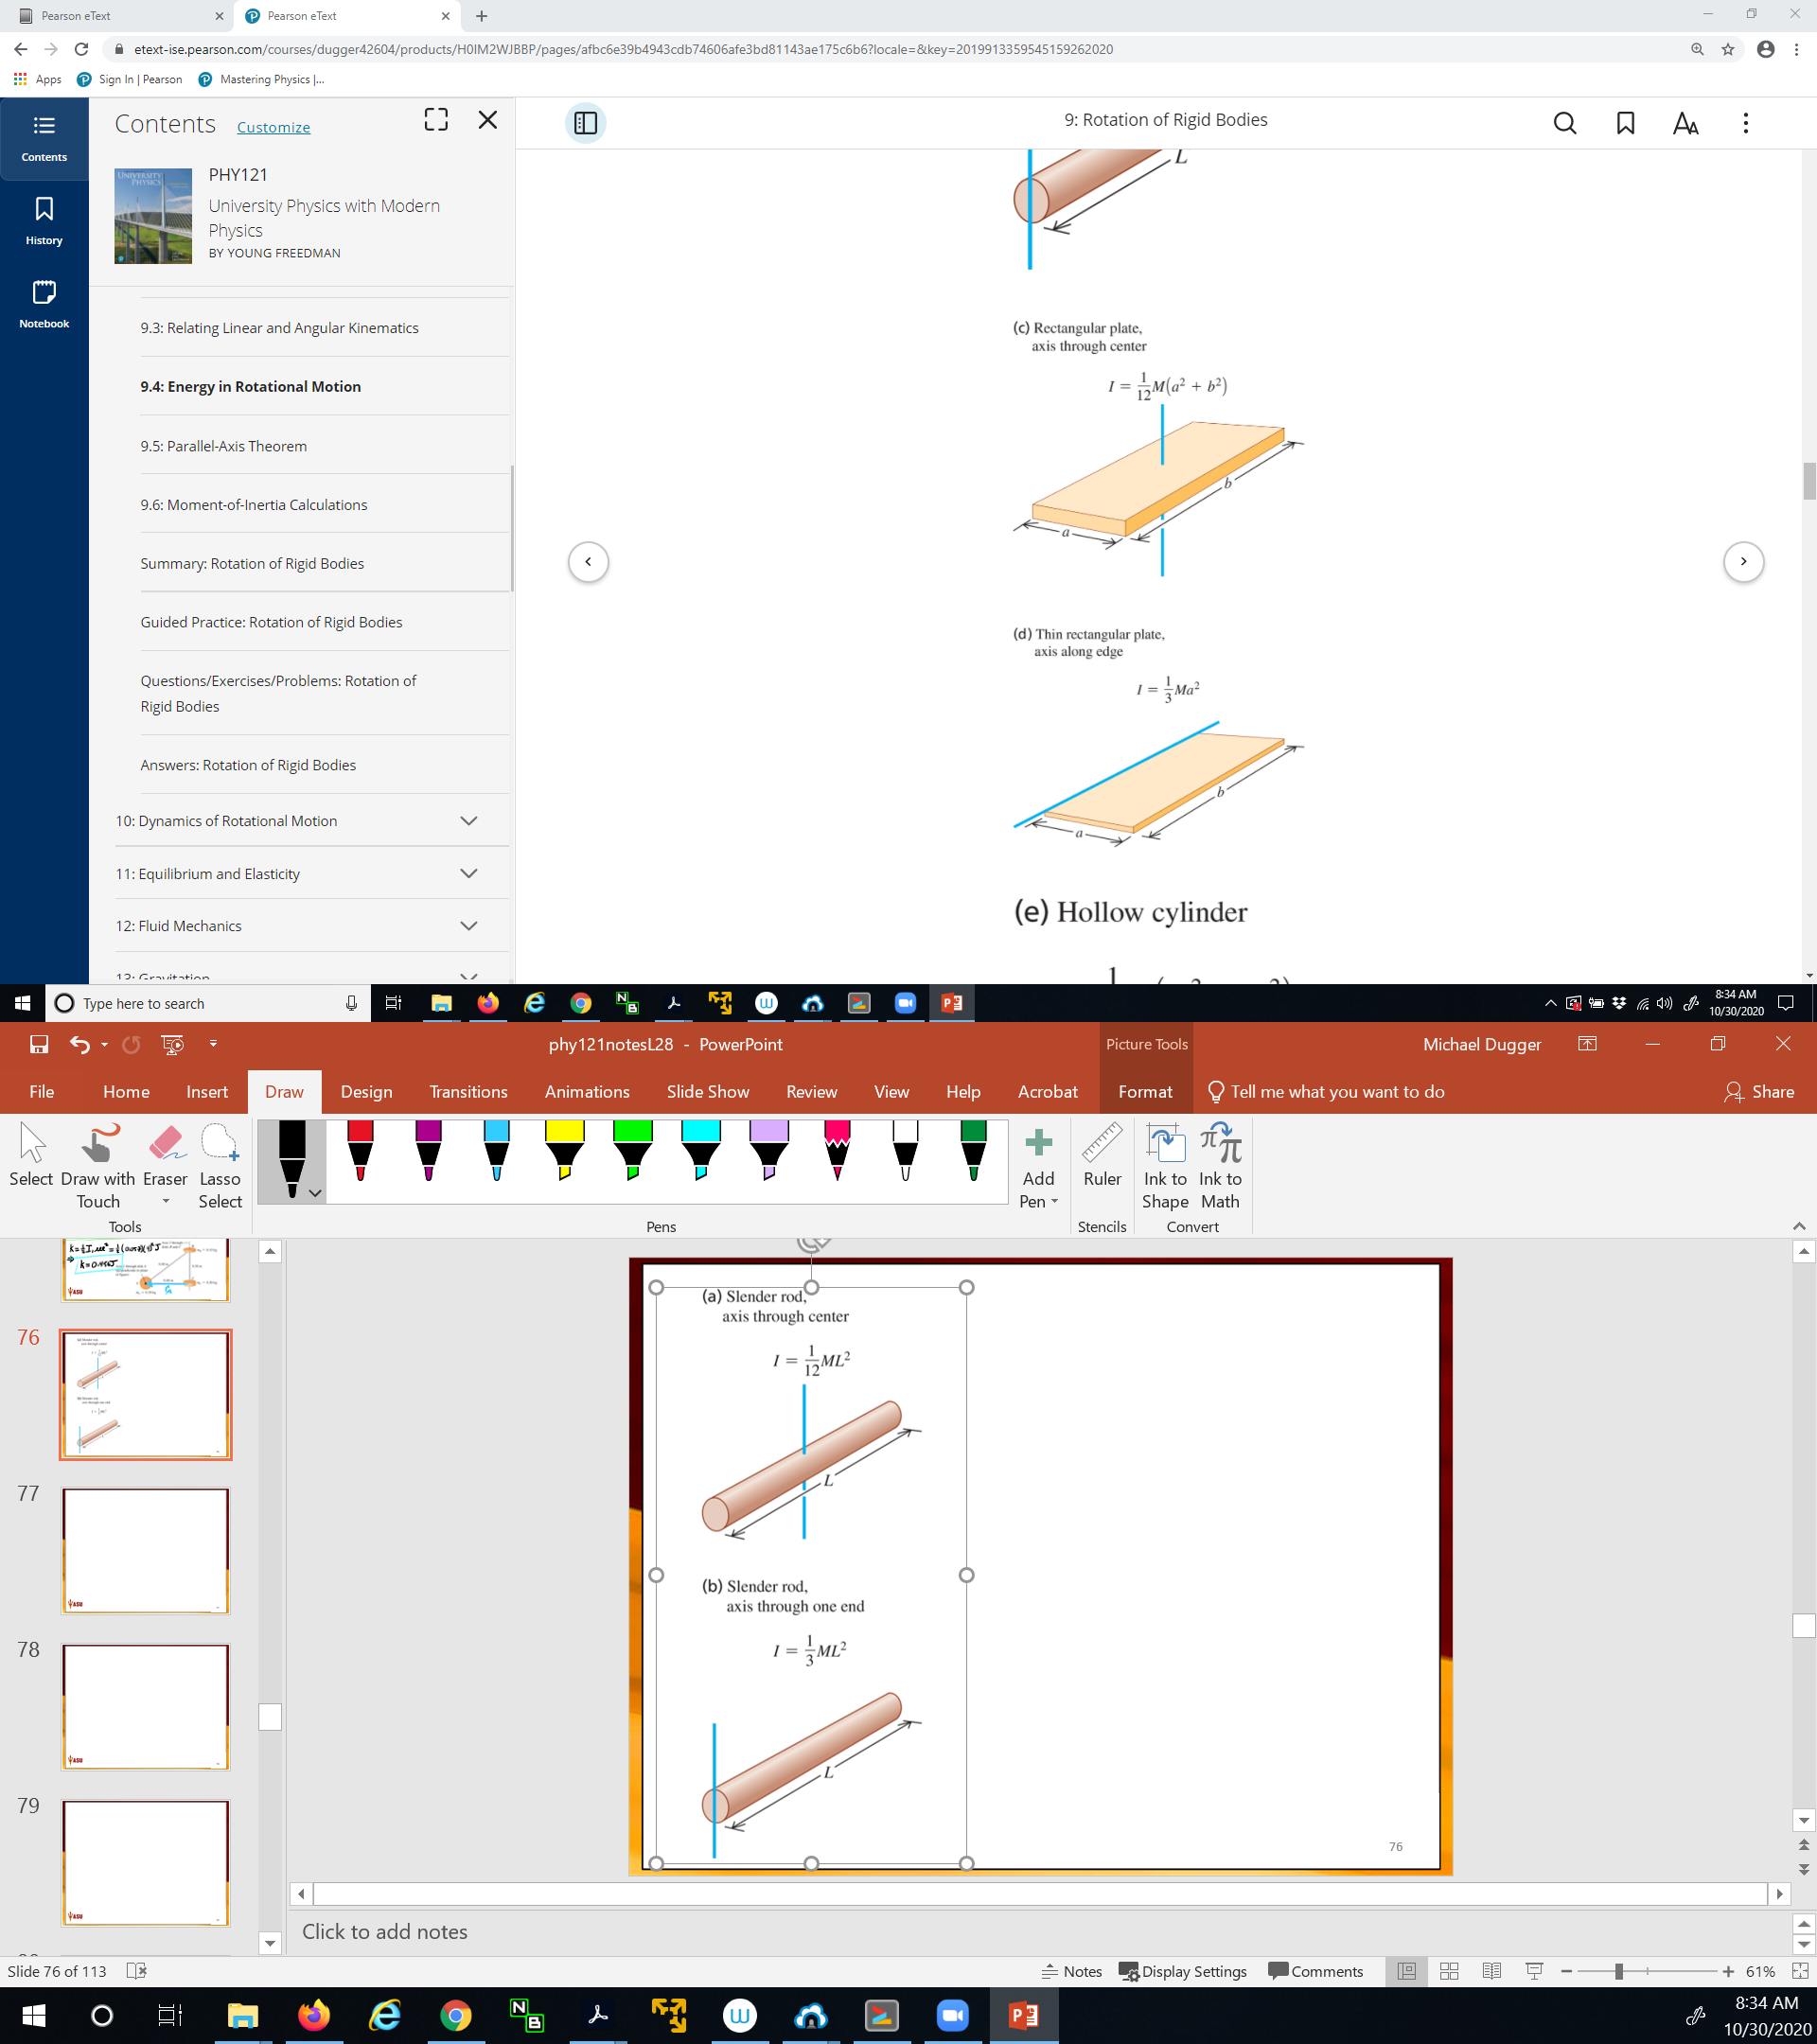 Pearson eText
Pearson eText
etext-ise.pearson.com/courses/dugger42604/products/H0IM2WJBBP/pages/afbc6e39b4943cdb74606afe3bd81143ae175c6b6?locale=&key=2019913359545159262020
Apps
Sign In | Pearson
Mastering Physics |...
Contents
History
Notebook
Contents
Customize
UNIVERSITY PHYSICS
PHY121
University Physics with Modern
Physics
BY YOUNG FREEDMAN
9.3: Relating Linear and Angular Kinematics
9.4: Energy in Rotational Motion
9.5: Parallel-Axis Theorem
9.6: Moment-of-Inertia Calculations
Summary: Rotation of Rigid Bodies
Guided Practice: Rotation of Rigid Bodies
Questions/Exercises/Problems: Rotation of
Rigid Bodies
Answers: Rotation of Rigid Bodies
10: Dynamics of Rotational Motion
11: Equilibrium and Elasticity
12: Fluid Mechanics
13: Gravitation
9: Rotation of Rigid Bodies
L
(c) Rectangular plate,
axis through center
I = 1/12 M(a² + b²)
b
a
(d) Thin rectangular plate,
axis along edge
I = 1/3 Ma²
b
a
(e) Hollow cylinder
Type here to search
8:34 AM
10/30/2020
phy121notesL28 - PowerPoint
Picture Tools
Michael Dugger
File
Home
Insert
Draw
Design
Transitions
Animations
Slide Show
Review
View
Help
Acrobat
Format
Tell me what you want to do
Share
Select
Draw with
Touch
Eraser
Lasso
Select
Tools
Pens
Add
Pen
Ruler
Stencils
Ink to
Shape
Ink to
Math
Convert
K=0.456J
ASU
76
77
ASU
78
ASU
79
ASU
(a) Slender rod,
axis through center
I = 1/12 ML²
L
(b) Slender rod,
axis through one end
I = 1/3 ML²
L
76
Click to add notes
Slide 76 of 113
Notes
Display Settings
Comments
61%
8:34 AM
10/30/2020